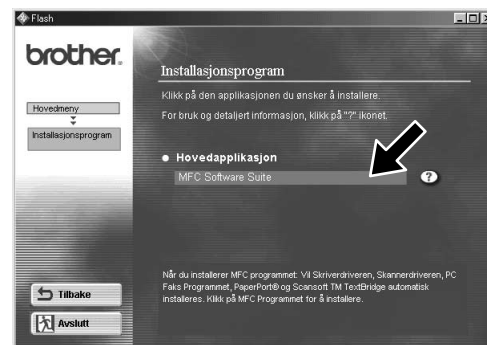 Flash
brother.
Hovedmeny
Installasjonsprogram
Installasjonsprogram
Klikk på den applikasjonen du ønsker å installere.
For bruk og detaljert informasjon, klikk på "?" ikonet.
Hovedapplikasjon
MFC Software Suite
?
Når du installerer MFC programmet: Vil Skriverdriveren, Skannerdriveren, PC
Faks Programmet, PaperPort® og Scansoft TM TextBridge automatisk
installeres. Klikk på MFC Programmet for å installere.
Tilbake
Avslutt